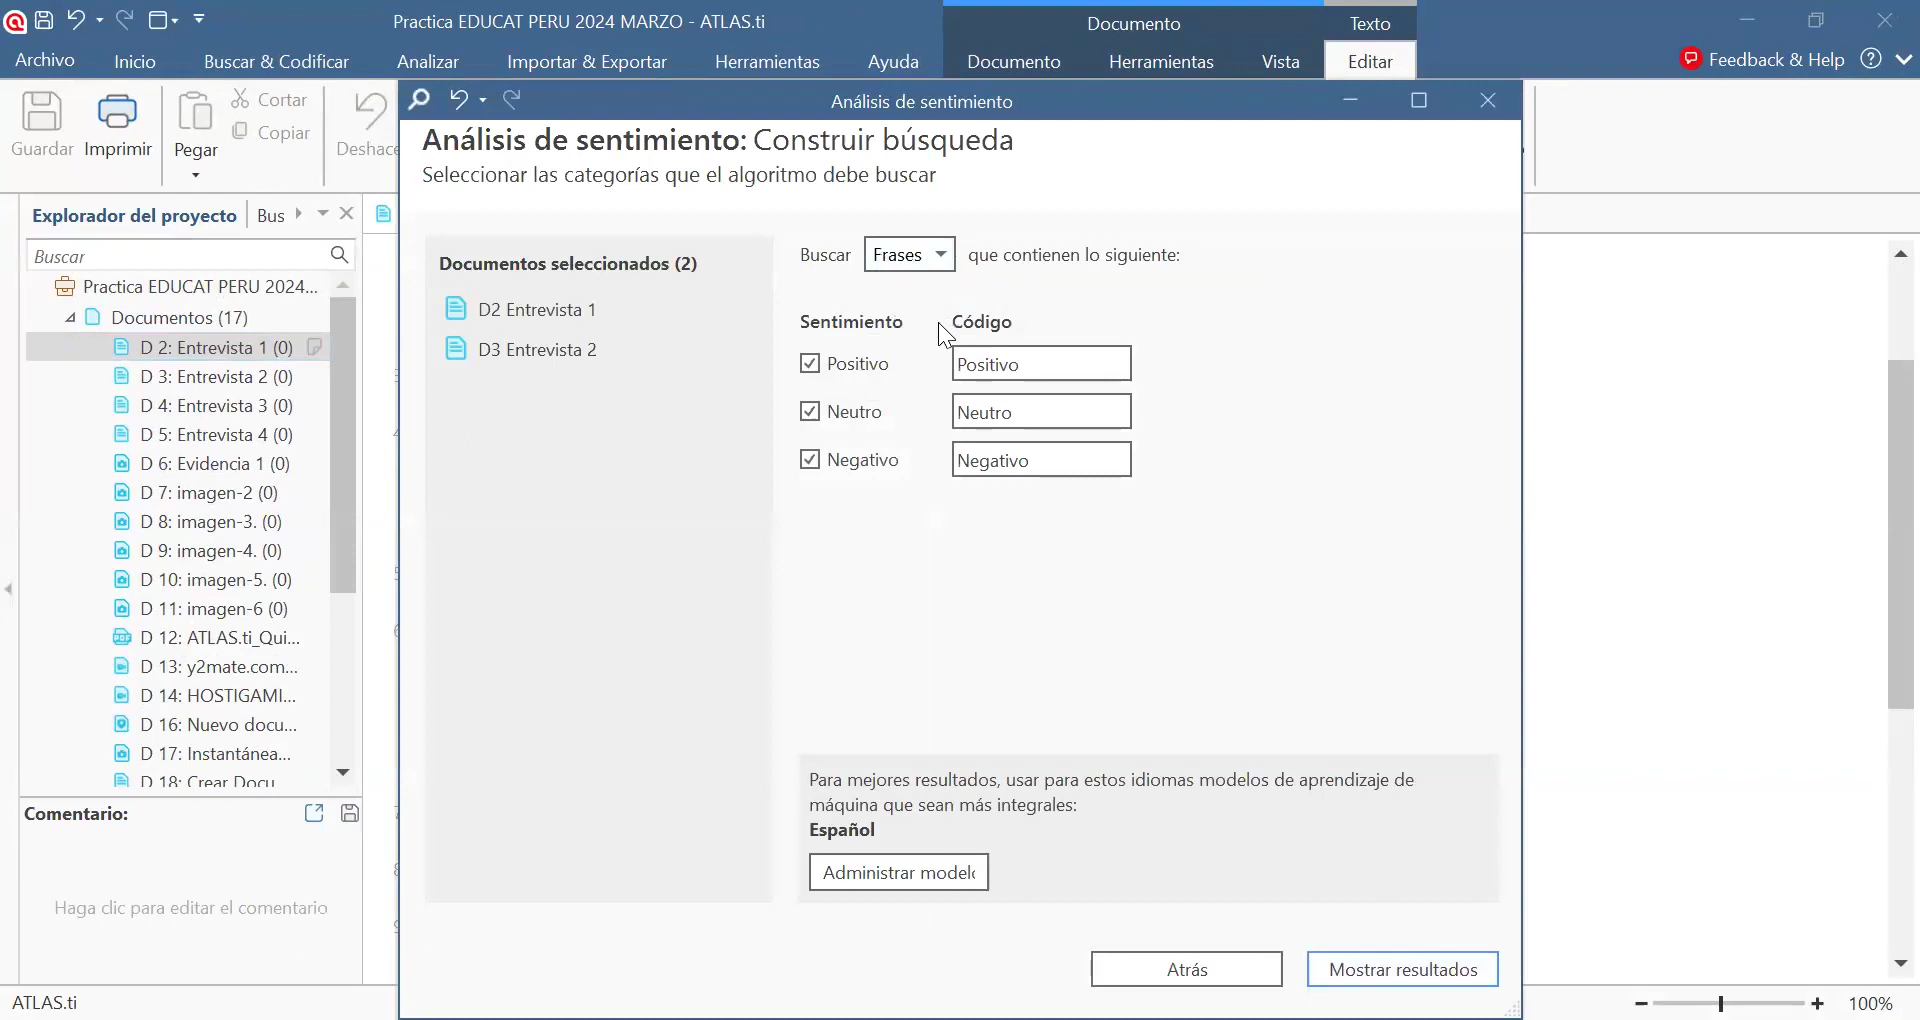 Practica EDUCAT PERU 2024 MARZO - ATLAS.ti
Documento
Texto
Archivo
Inicio
Buscar & Codificar
Analizar
Importar & Exportar
Herramientas
Ayuda
Documento
Herramientas
Vista
Editar
Feedback & Help
Guardar
Imprimir
Pegar
Cortar
Copiar
Deshace
Análisis de sentimiento
Análisis de sentimiento: Construir búsqueda
Seleccionar las categorías que el algoritmo debe buscar
Explorador del proyecto
Bus
Buscar
Practica EDUCAT PERU 2024...
Documentos (17)
D 2: Entrevista 1 (0)
D 3: Entrevista 2 (0)
D 4: Entrevista 3 (0)
D 5: Entrevista 4 (0)
D 6: Evidencia 1 (0)
D 7: imagen-2 (0)
D 8: imagen-3. (0)
D 9: imagen-4. (0)
D 10: imagen-5. (0)
D 11: imagen-6 (0)
D 12: ATLAS.ti_Qui...
D 13: y2mate.com...
D 14: HOSTIGAMI...
D 16: Nuevo docu...
D 17: Instantánea...
D 18: Crear Docu
Comentario:
Haga clic para editar el comentario
Documentos seleccionados (2)
D2 Entrevista 1
D3 Entrevista 2
Buscar Frases que contienen lo siguiente:
Sentimiento Código
Positivo Positivo
Neutro Neutro
Negativo Negativo
Para mejores resultados, usar para estos idiomas modelos de aprendizaje de
máquina que sean más integrales:
Español
Administrar model
Atrás
Mostrar resultados
ATLAS.ti
100%